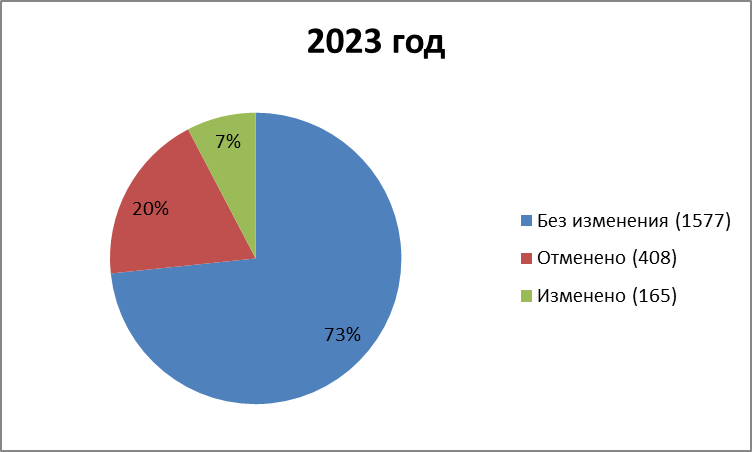 2023 год
7%
20%
73%
Без изменения (1577)
Отменено (408)
Изменено (165)